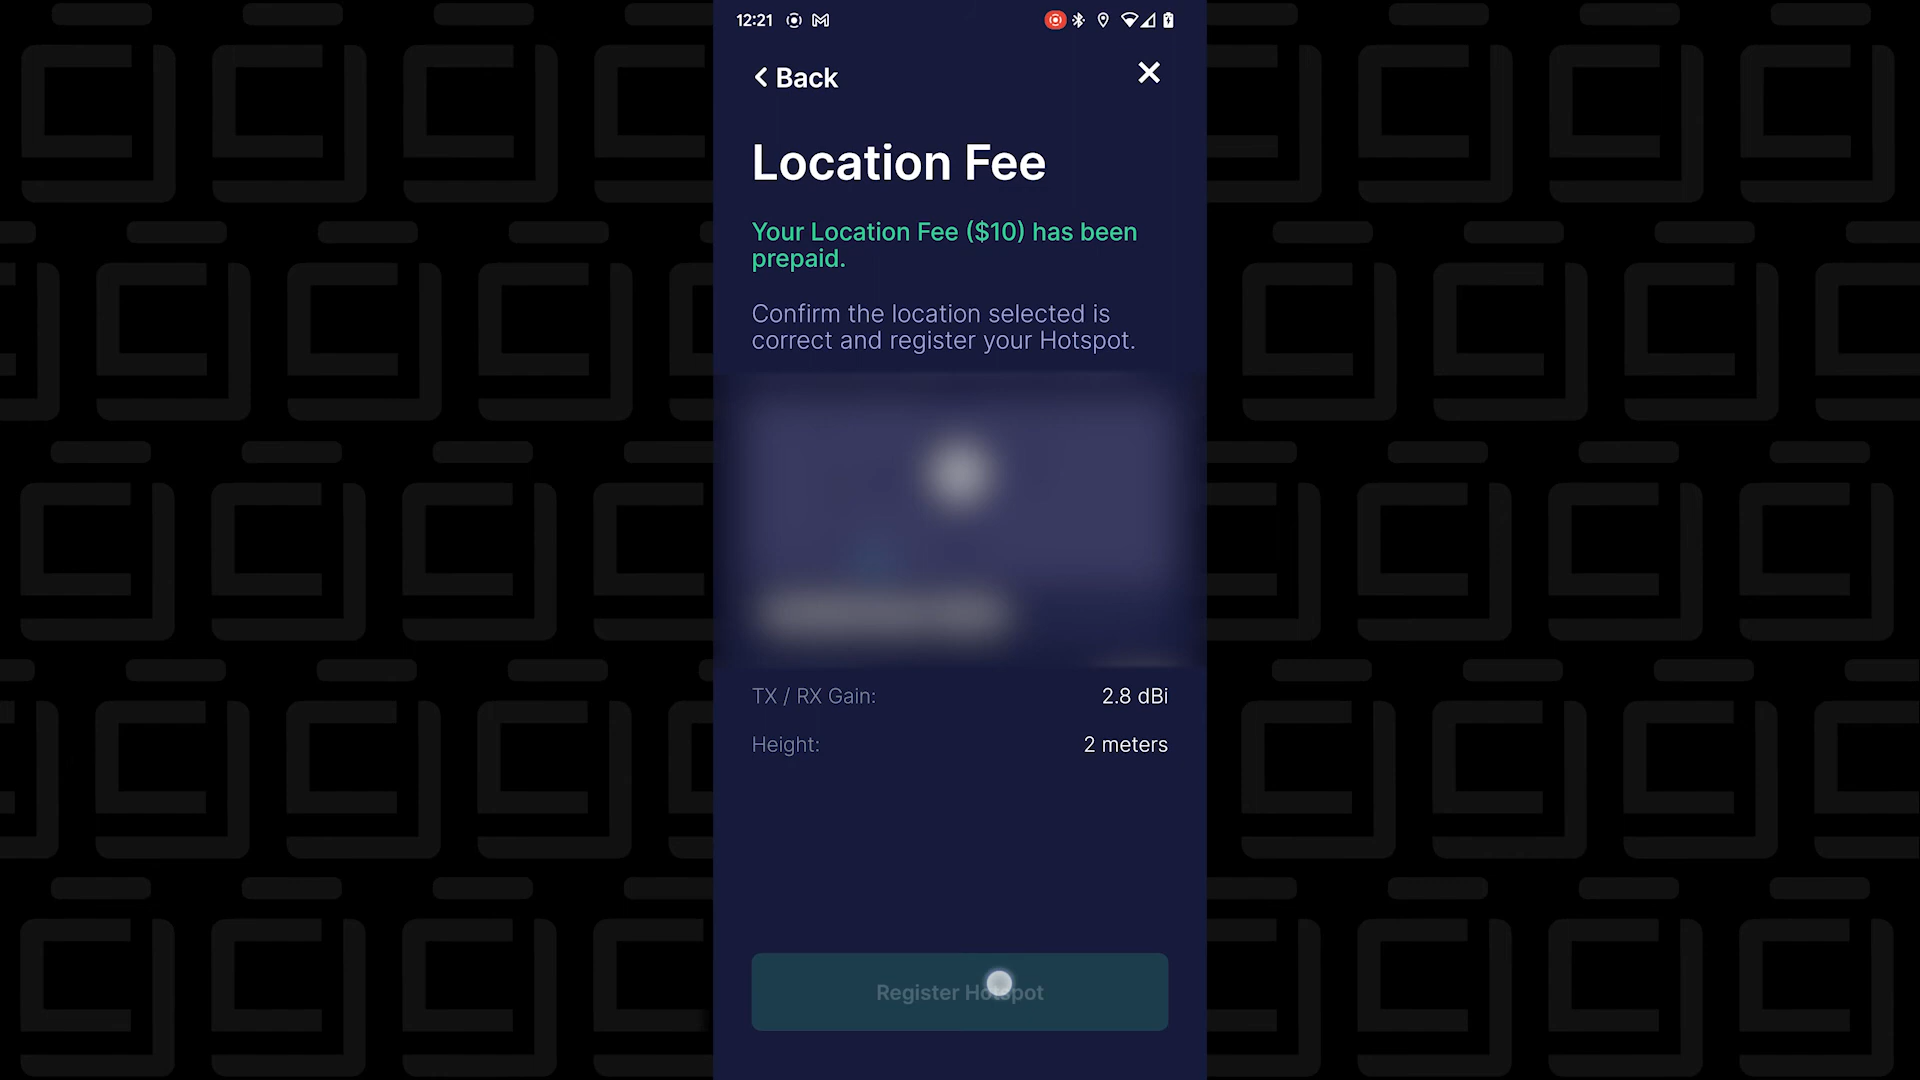 12:21
Back
Location Fee
Your Location Fee ($10) has been
prepaid.
Confirm the location selected is
correct and register your Hotspot.
TX / RX Gain: 2.8 dBi
Height: 2 meters
Register Hotspot